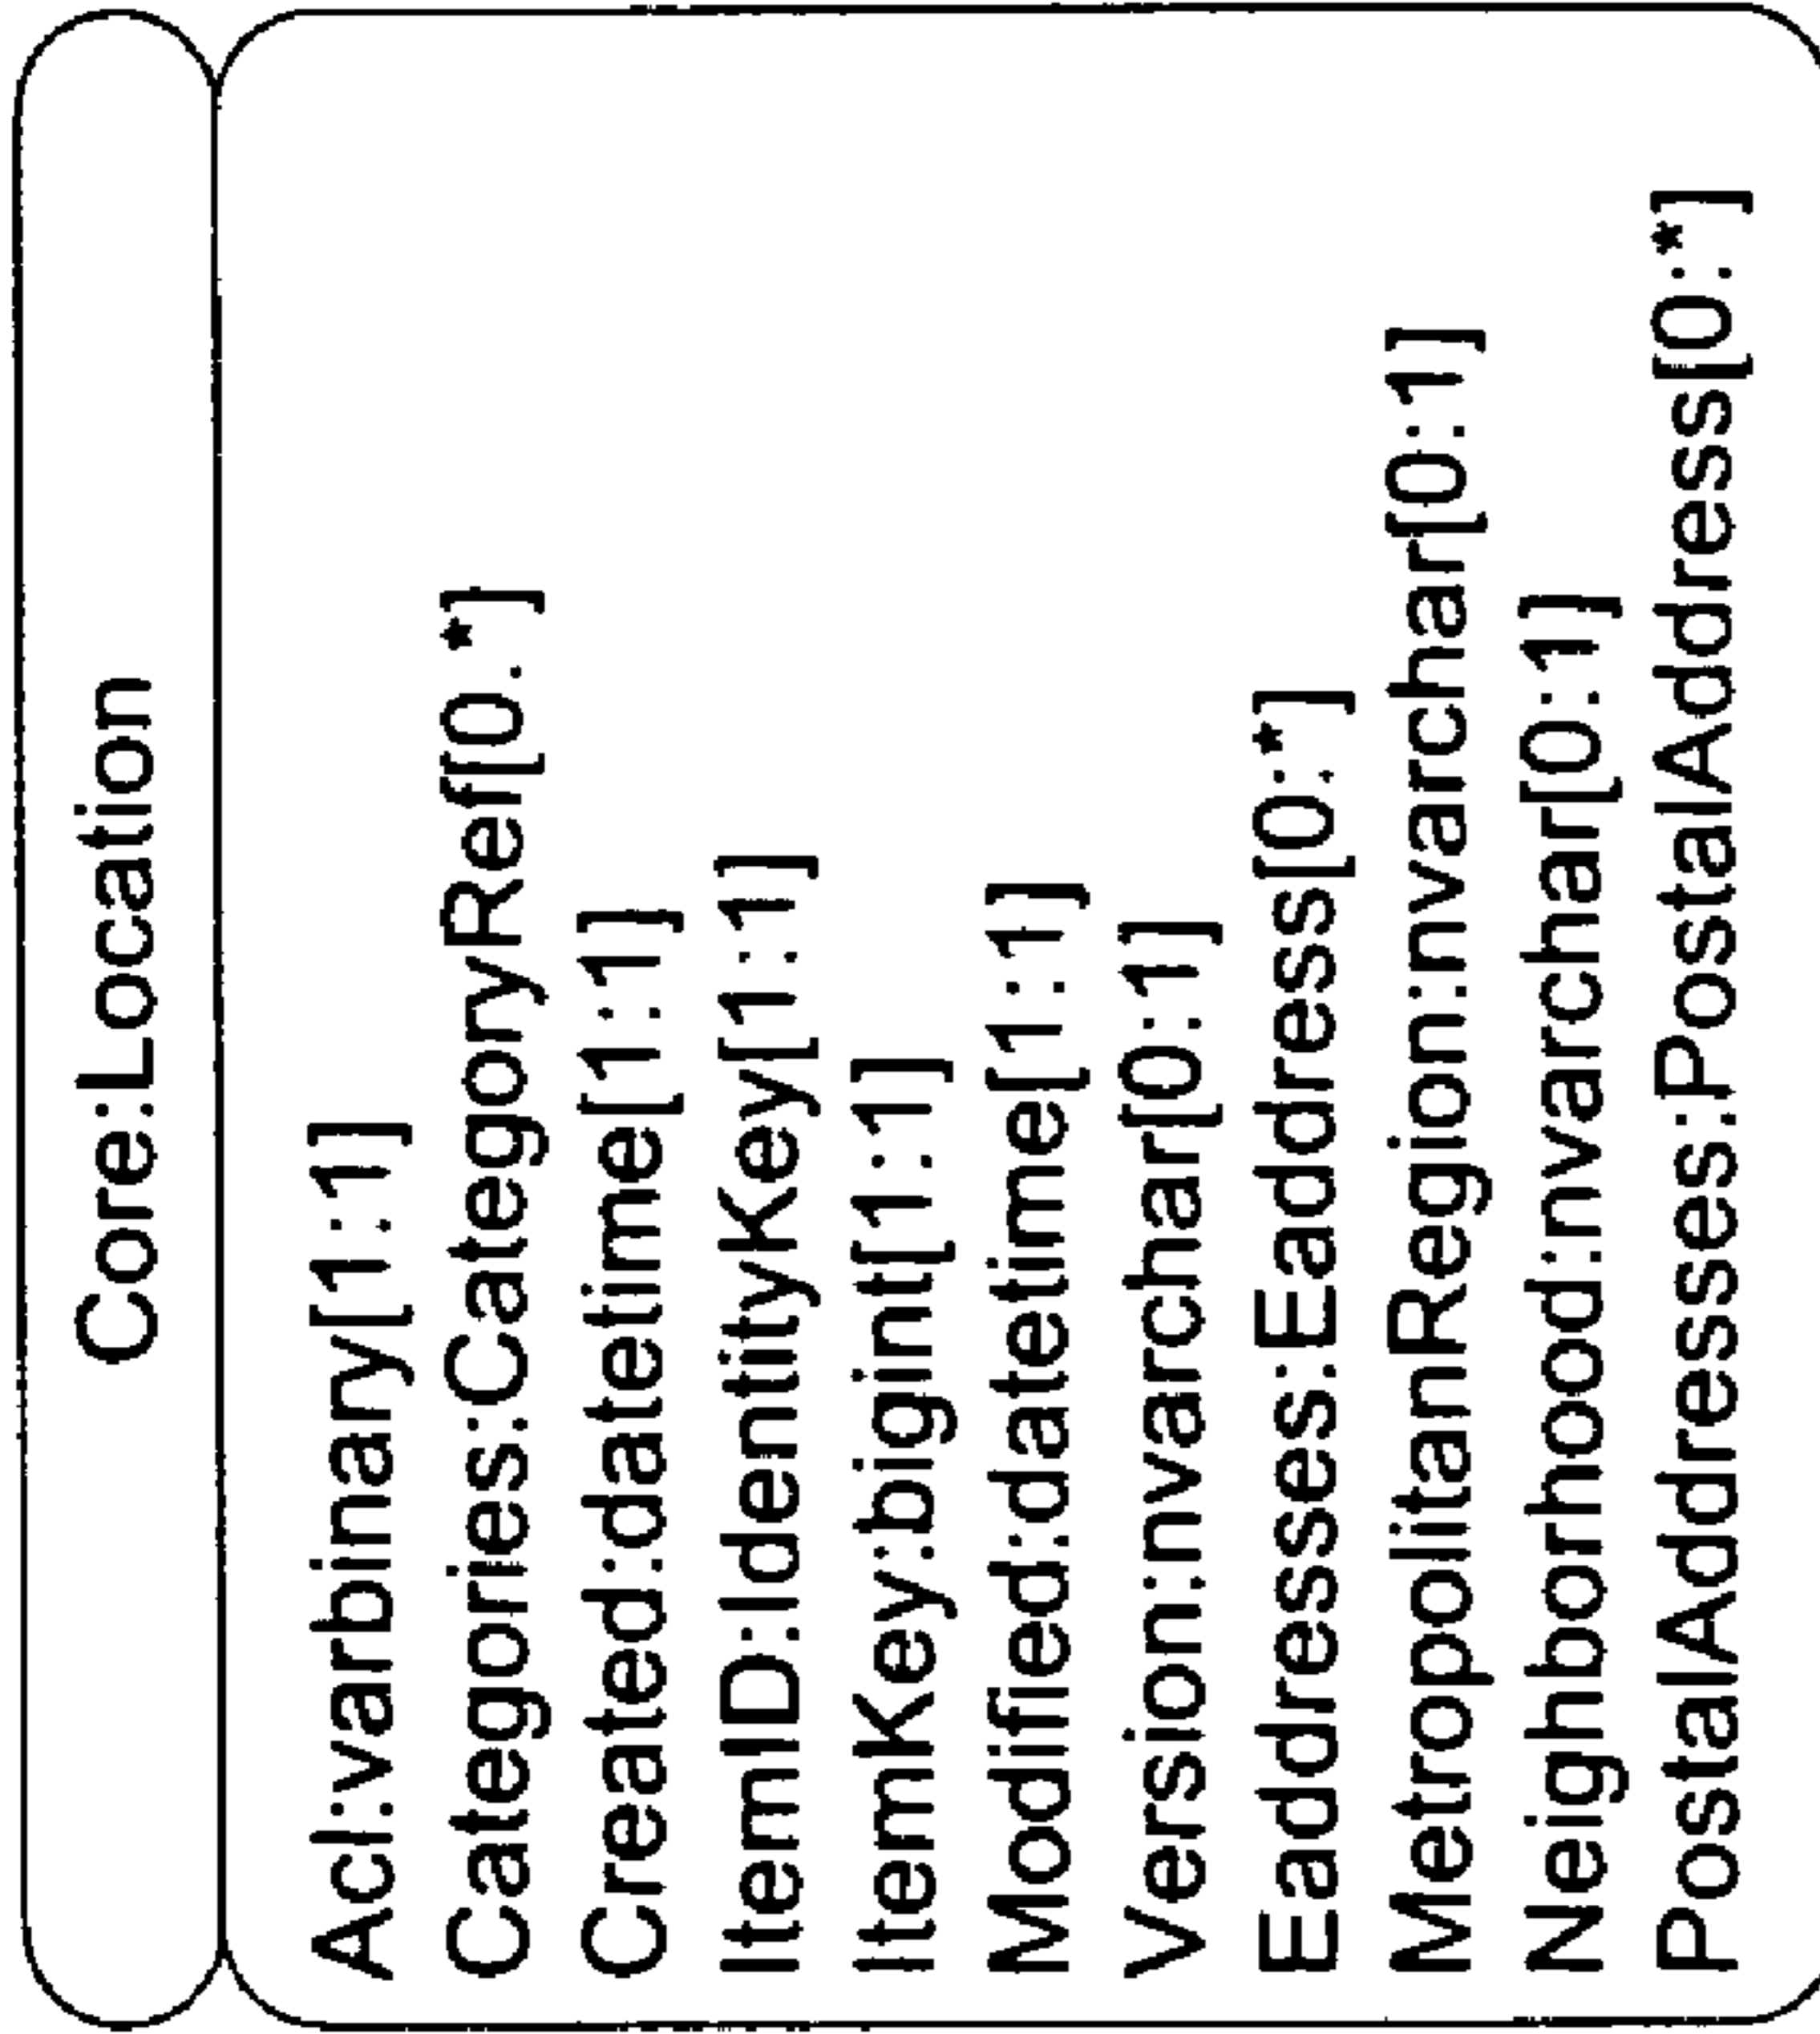 Core:Location
Acl:varbinary[1:1]
Categories:CategoryRef[0.*]
Created:datetime[1:1]
ItemID:IdentityKey[1:1]
ItemKey:bigint[1:1]
Modified:datetime[1:1]
Version:nvarchar[0:1]
Eaddresses:Eaddress[0:*]
MetropolitanRegion:nvarchar[0:1]
Neighborhood:nvarchar[0:1]
PostalAddresses:PostalAddress[0:*]